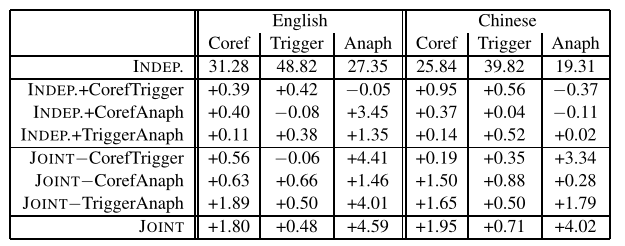 English Chinese
Coref Trigger Anaph Coref Trigger Anaph
INDEP. 31.28 48.82 27.35 25.84 39.82 19.31
INDEP.+CorefTrigger +0.39 +0.42 −0.05 +0.95 +0.56 −0.37
INDEP.+CorefAnaph +0.40 −0.08 +3.45 +0.37 +0.04 −0.11
INDEP.+TriggerAnaph +0.11 +0.38 +1.35 +0.14 +0.52 +0.02
JOINT−CorefTrigger +0.56 −0.06 +4.41 +0.19 +0.35 +3.34
JOINT−CorefAnaph +0.63 +0.66 +1.46 +1.50 +0.88 +0.28
JOINT−TriggerAnaph +1.89 +0.50 +4.01 +1.65 +0.50 +1.79
JOINT +1.80 +0.48 +4.59 +1.95 +0.71 +4.02